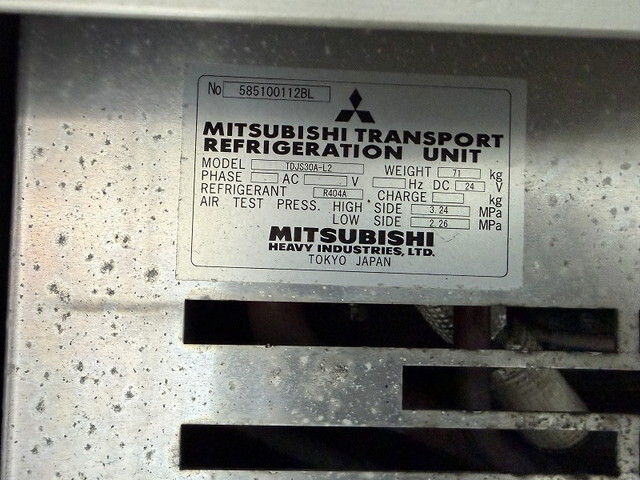 No 585100112BL
MITSUBISHI TRANSPORT
REFRIGERATION UNIT
MODEL TDJS30A-L2 WEIGHT 71 kg
PHASE AC V Hz DC 24 V
REFRIGERANT R404A CHARGE kg
AIR TEST PRESS. HIGH SIDE 3.24 MPa
LOW SIDE 2.26 MPa
MITSUBISHI
HEAVY INDUSTRIES, LTD.
TOKYO JAPAN